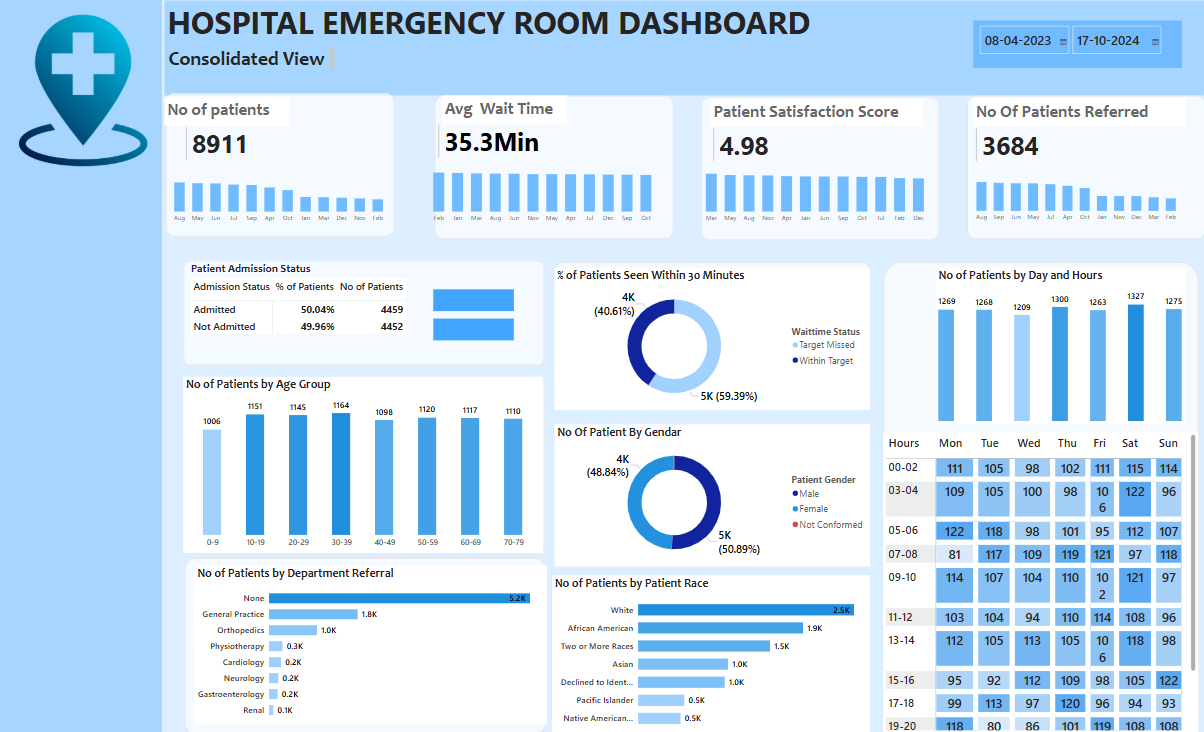 HOSPITAL EMERGENCY ROOM DASHBOARD
Consolidated View
08-04-2023 17-10-2024
No of patients
8911
Aug May Jun Jul Sep Apr Oct Jan Mar Dec Nov Feb
Avg Wait Time
35.3Min
Feb Jan Mar Aug Jun Nov May Apr Jul Dec Sep Oct
Patient Satisfaction Score
4.98
Mar May Aug Nov Apr Jan Jun Sep Oct Jul Feb Dec
No Of Patients Referred
3684
Aug Sep Jun May Jul Apr Oct Jan Nov Dec Mar Feb
Patient Admission Status
Admission Status % of Patients No of Patients
Admitted 50.04% 4459
Not Admitted 49.96% 4452
No of Patients by Age Group
1006 1151 1145 1164 1098 1120 1117 1110
0-9 10-19 20-29 30-39 40-49 50-59 60-69 70-79
No of Patients by Department Referral
None 5.2K
General Practice 1.8K
Orthopedics 1.0K
Physiotherapy 0.3K
Cardiology 0.2K
Neurology 0.2K
Gastroenterology 0.2K
Renal 0.1K
% of Patients Seen Within 30 Minutes
4K
(40.61%)
5K (59.39%)
Waittime Status
Target Missed
Within Target
No Of Patient By Gendar
4K
(48.84%)
5K
(50.89%)
Patient Gender
Male
Female
Not Conformed
No of Patients by Patient Race
White 2.5K
African American 1.9K
Two or More Races 1.5K
Asian 1.0K
Declined to Ident... 1.0K
Pacific Islander 0.5K
Native American... 0.5K
No of Patients by Day and Hours
1269 1268 1209 1300 1263 1327 1275
Hours Mon Tue Wed Thu Fri Sat Sun
00-02 111 105 98 102 111 115 114
03-04 109 105 100 98 106 122 96
05-06 122 118 98 101 95 112 107
07-08 81 117 109 119 121 97 118
09-10 114 107 104 110 102 121 97
11-12 103 104 94 110 114 108 96
13-14 112 105 113 105 106 118 98
15-16 95 92 112 109 98 105 122
17-18 99 113 97 120 96 94 93
19-20 118 80 86 101 119 108 108